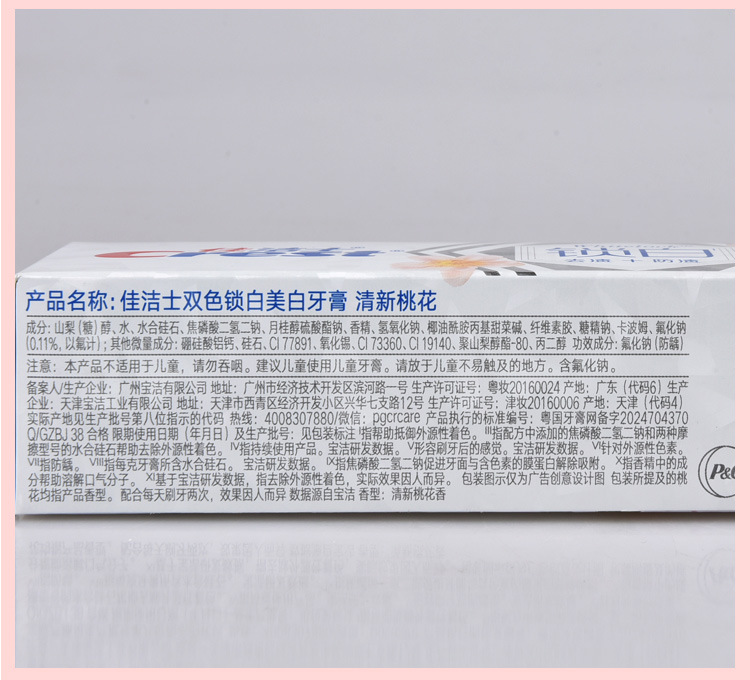 Crest
去渍+防渍
产品名称: 佳洁士双色锁白美白牙膏 清新桃花
成分: 山梨(糖)醇、水、水合硅石、焦磷酸二氢二钠、月桂醇硫酸酯钠、香精、氢氧化钠、椰油酰胺丙基甜菜碱、纤维素胶、糖精钠、卡波姆、氟化钠
(0.11%, 以氟计); 其他微量成分: 硼硅酸铝钙、硅石、CI 77891、氧化锡、CI 73360、CI 19140、聚山梨醇酯-80、丙二醇 功效成分: 氟化钠(防龋)
注意: 本产品不适用于儿童, 请勿吞咽。建议儿童使用儿童牙膏。请放于儿童不易触及的地方。含氟化钠。
备案人/生产企业: 广州宝洁有限公司 地址: 广州市经济技术开发区滨河路一号 生产许可证号: 粤妆20160024 产地: 广东(代码6) 生产
企业: 天津宝洁工业有限公司 地址: 天津市西青区经济开发小区兴华七支路12号 生产许可证号: 津妆20160006 产地: 天津(代码4)
实际产地见生产批号第八位指示的代码 热线: 4008307880/微信: pgcrcare 产品执行的标准编号: 粤国牙膏网备字2024704370
Q/GZBJ 38 合格 限期使用日期(年月日)及生产批号: 见包装标注 ᴵ指帮助抵御外源性着色。 ᴵᴵᴵ指配方中添加的焦磷酸二氢二钠和两种摩
擦型号的水合硅石帮助去除外源性着色。 ᴵⱽ指持续使用产品。宝洁研发数据。 ⱽ形容刷牙后的感觉。宝洁研发数据。 ⱽᴵ针对外源性色素。
ⱽᴵᴵ指防龋。 ⱽᴵᴵᴵ指每克牙膏所含水合硅石。 宝洁研发数据。 ᴵˣ指焦磷酸二氢二钠促进牙面与含色素的膜蛋白解除吸附。 ˣ指香精中的成
分帮助溶解口气分子。 ˣᴵ基于宝洁研发数据, 指去除外源性着色, 实际效果因人而异。 包装图示仅为广告创意设计图 包装所提及的桃
花均指产品香型。 配合每天刷牙两次, 效果因人而异 数据源自宝洁 香型: 清新桃花香
P&G